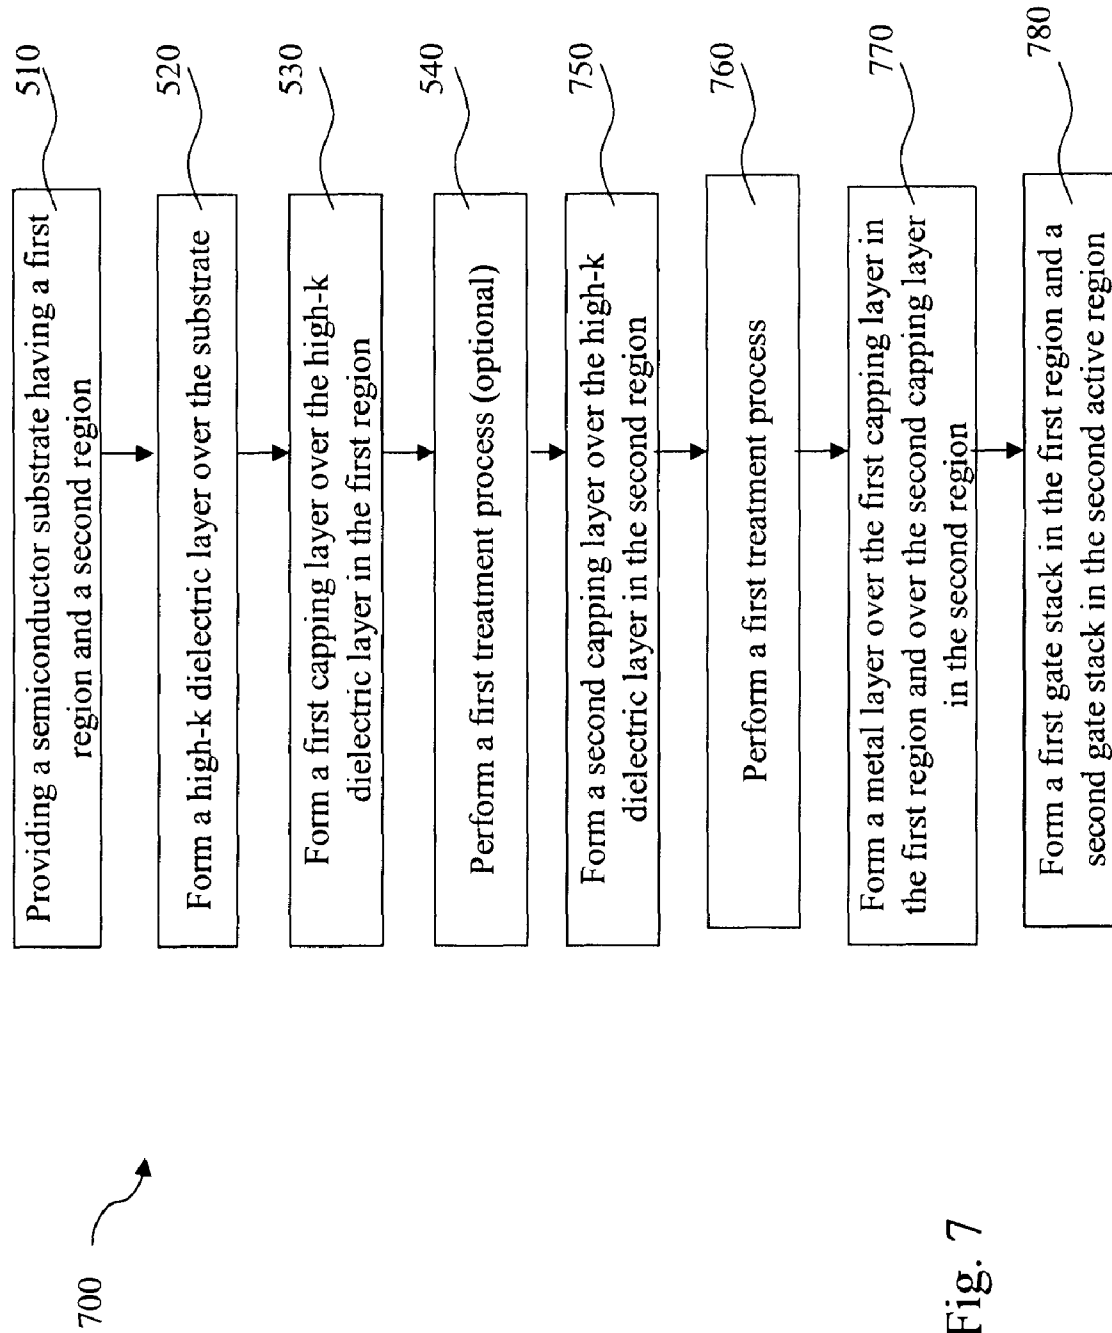 700
Providing a semiconductor substrate having a first
region and a second region
510
Form a high-k dielectric layer over the substrate
520
Form a first capping layer over the high-k
dielectric layer in the first region
530
Perform a first treatment process (optional)
540
Form a second capping layer over the high-k
dielectric layer in the second region
750
Perform a first treatment process
760
Form a metal layer over the first capping layer in
the first region and over the second capping layer
in the second region
770
Form a first gate stack in the first region and a
second gate stack in the second active region
780
Fig. 7